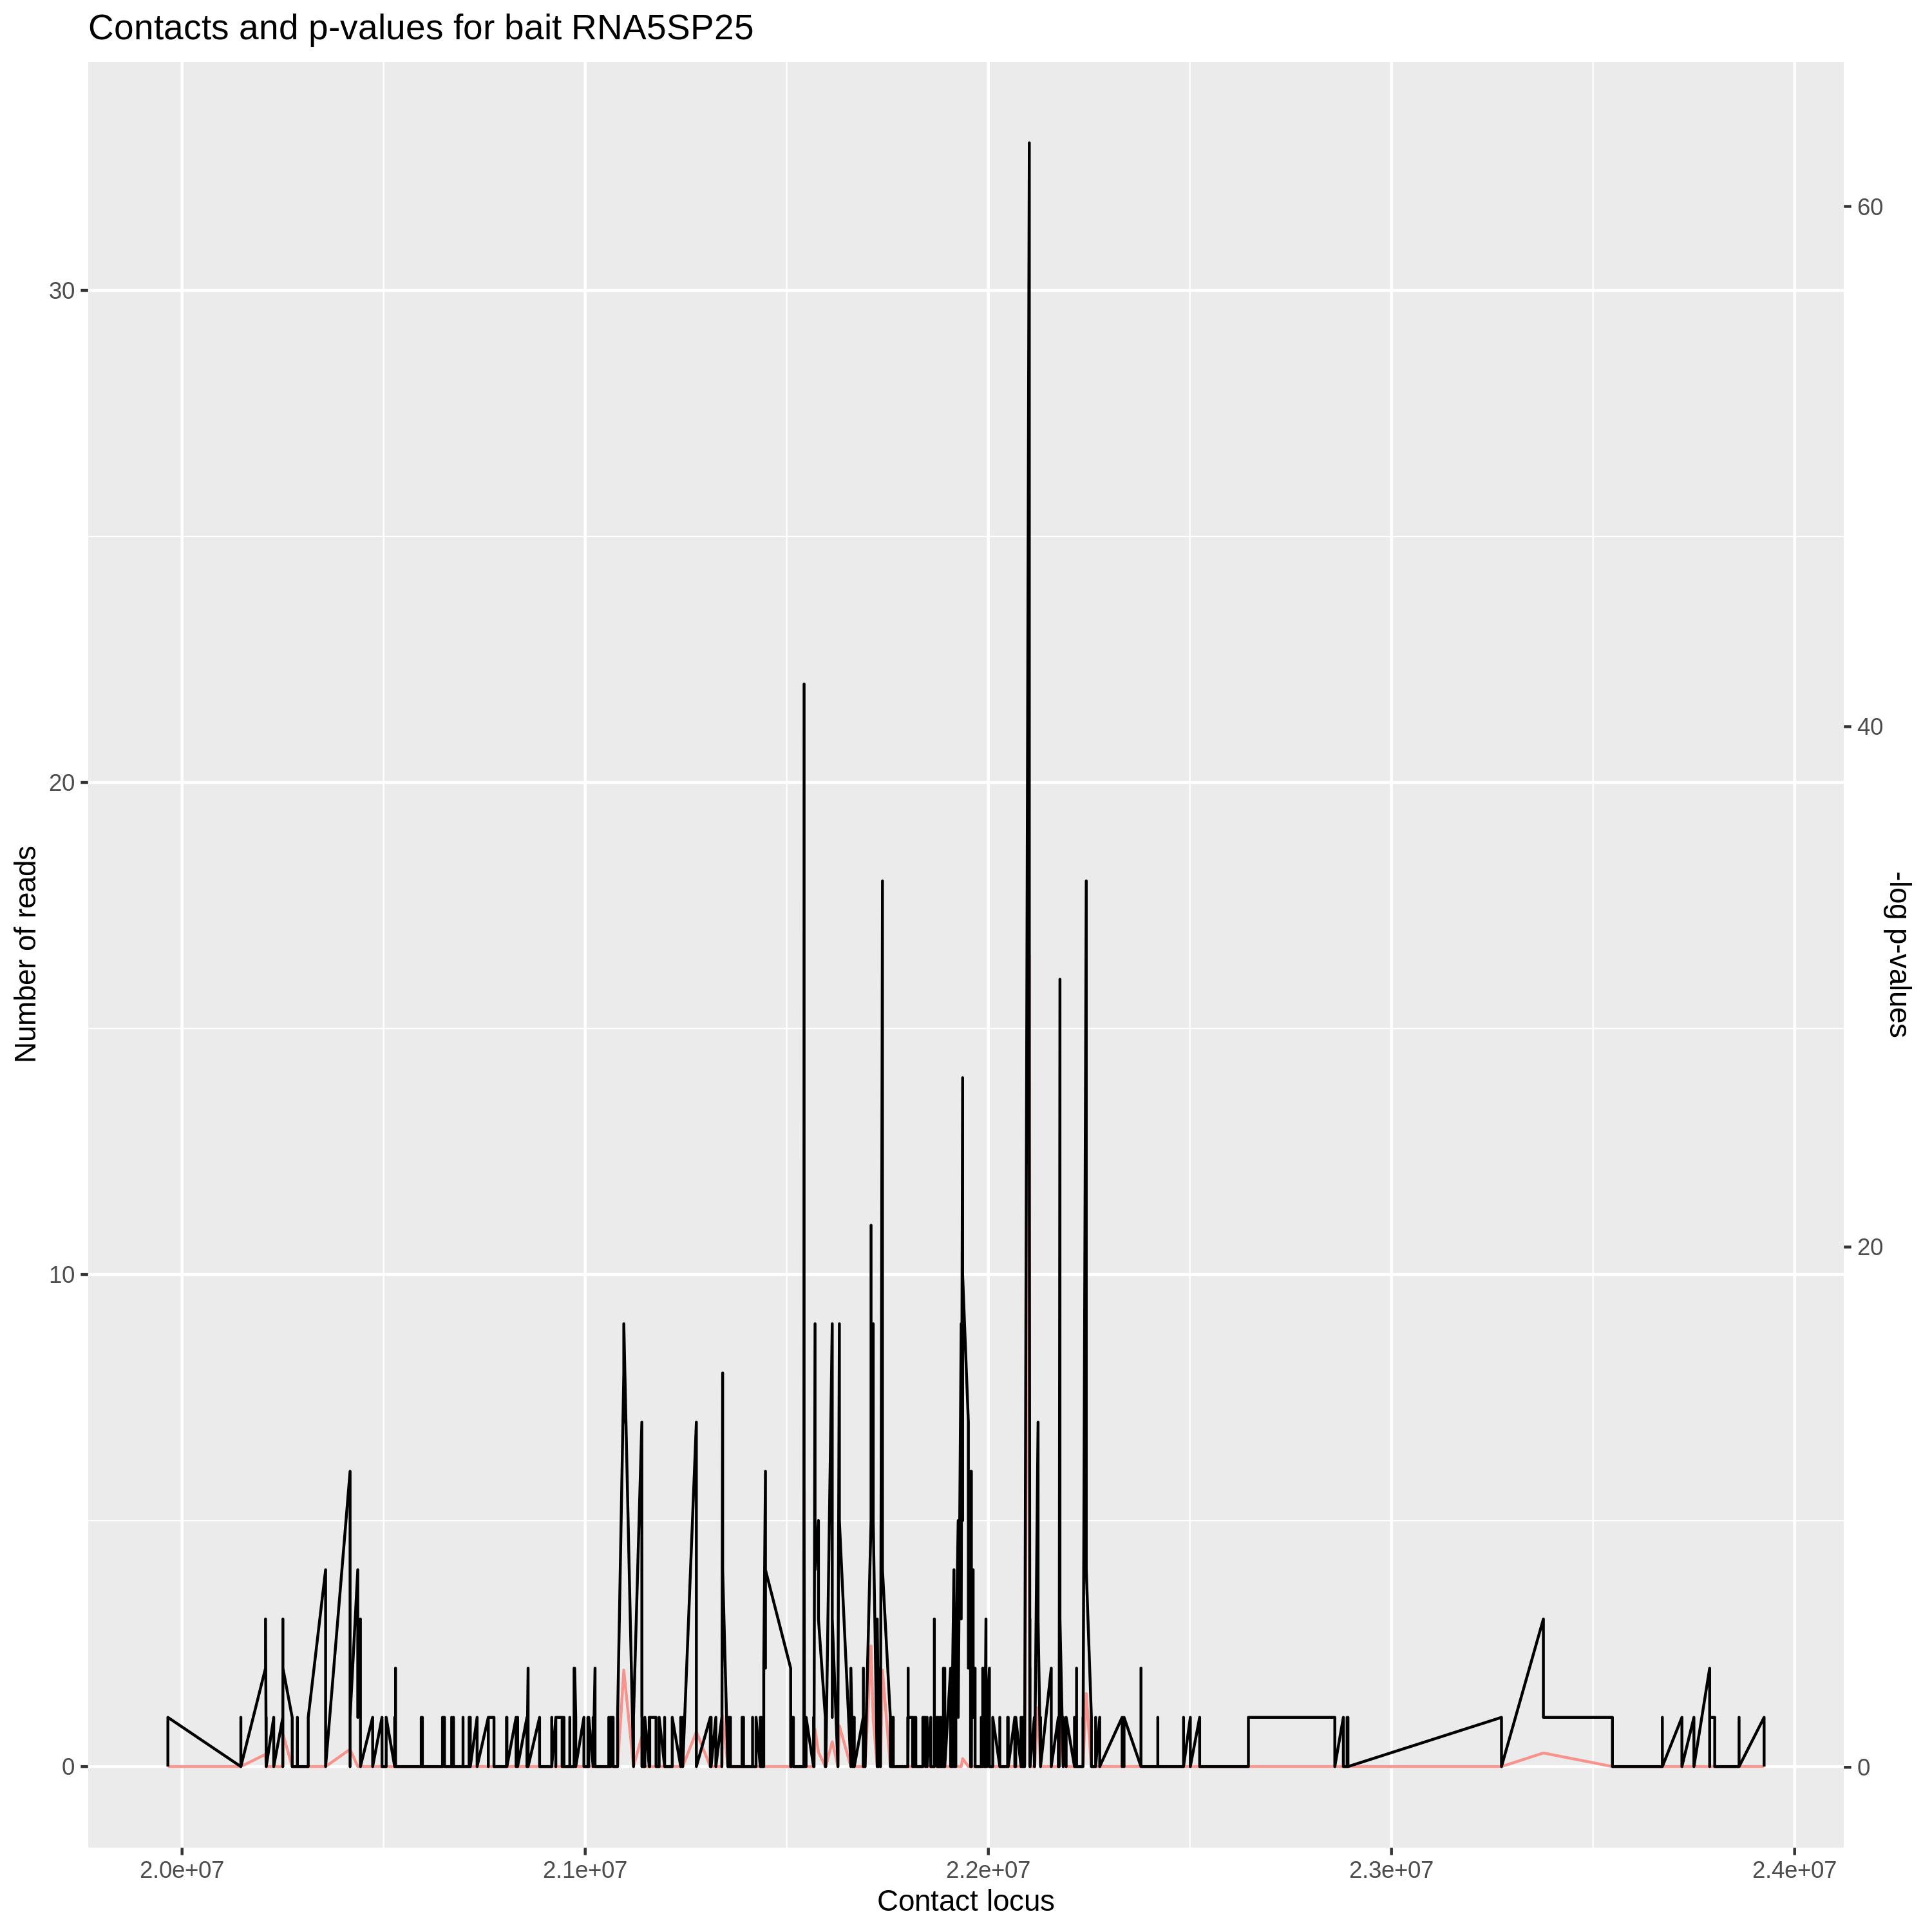 Contacts and p-values for bait RNA5SP25
30
20
10
0
Number of reads
60
40
20
0
-log p-values
2.0e+07
2.1e+07
2.2e+07
2.3e+07
2.4e+07
Contact locus